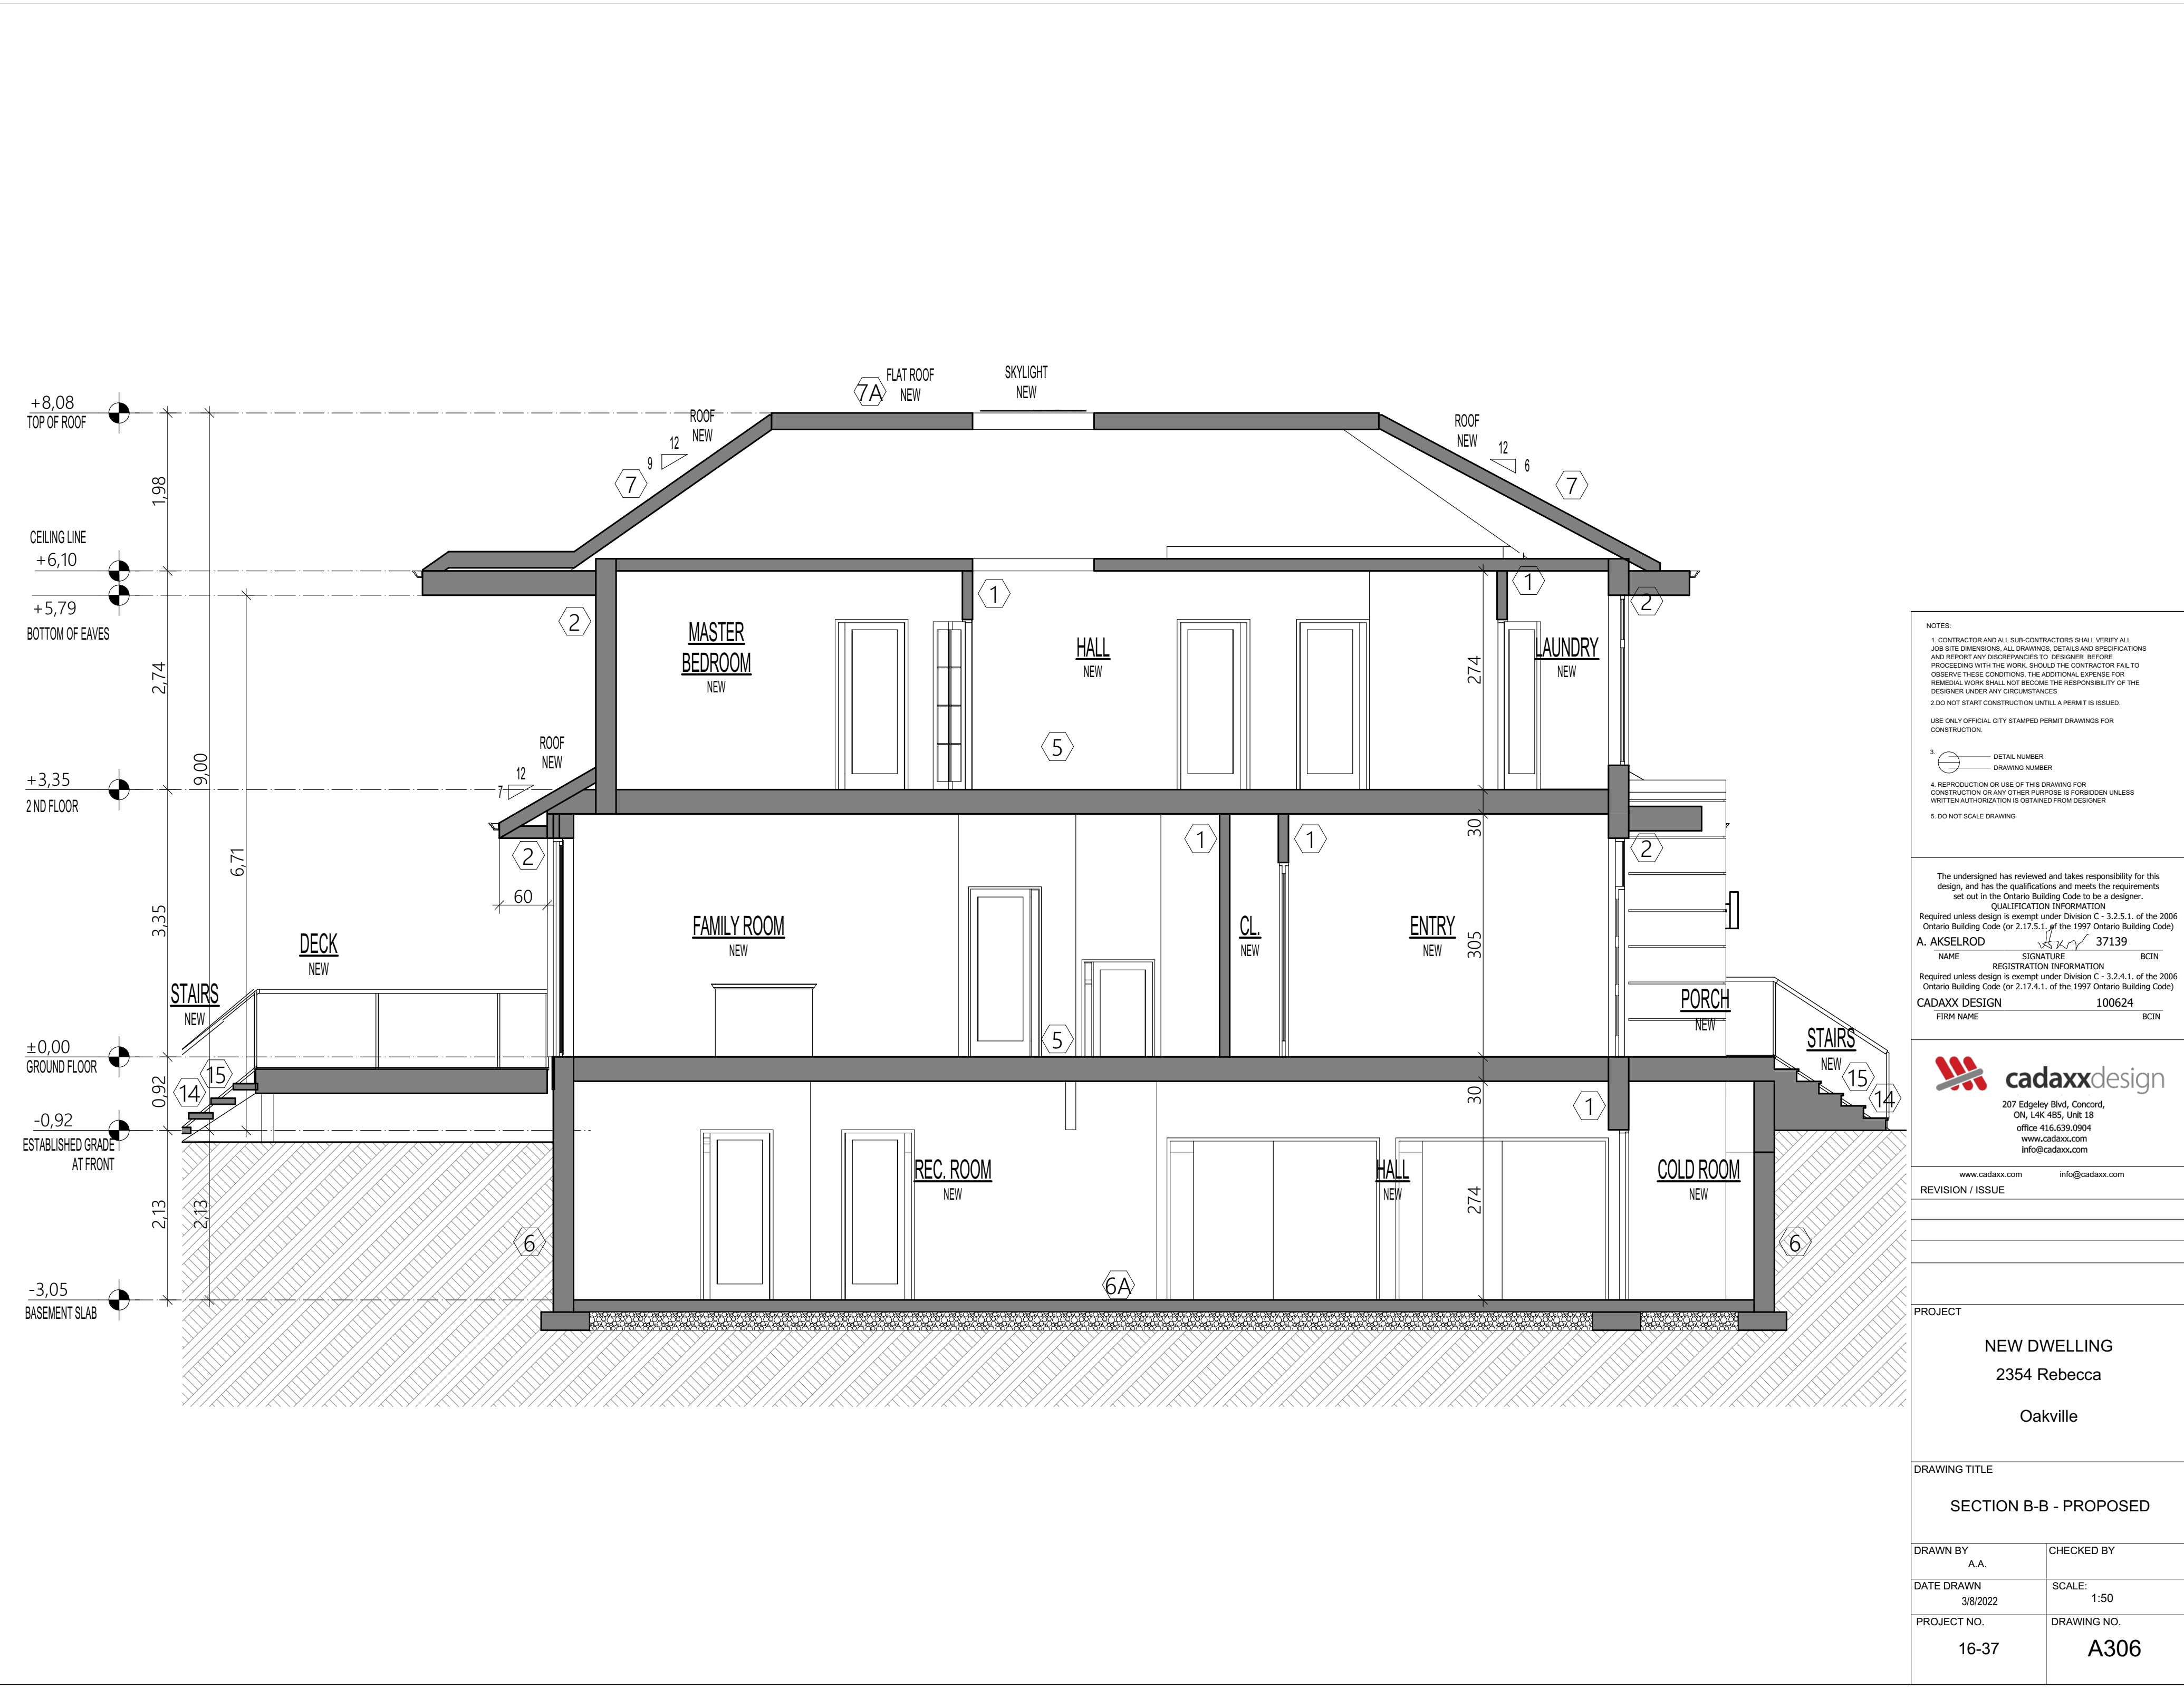 FLAT ROOF
NEW
7A
SKYLIGHT
NEW
+8,08
TOP OF ROOF
ROOF
NEW
12
9
7
ROOF
NEW
12
6
7
1,98
CEILING LINE
+6,10
+5,79
BOTTOM OF EAVES
2
1
1
2
MASTER
BEDROOM
NEW
HALL
NEW
LAUNDRY
NEW
2,74
274
5
ROOF
NEW
12
7
9,00
+3,35
2 ND FLOOR
30
1
1
2
2
6,71
60
3,35
FAMILY ROOM
NEW
CL.
NEW
ENTRY
NEW
305
DECK
NEW
STAIRS
NEW
PORCH
NEW
STAIRS
NEW
5
±0,00
GROUND FLOOR
15
14
0,92
30
1
15
14
-0,92
ESTABLISHED GRADE
AT FRONT
REC. ROOM
NEW
HALL
NEW
COLD ROOM
NEW
2,13
2,13
274
6
6
6A
-3,05
BASEMENT SLAB
NOTES:
1. CONTRACTOR AND ALL SUB-CONTRACTORS SHALL VERIFY ALL
JOB SITE DIMENSIONS, ALL DRAWINGS, DETAILS AND SPECIFICATIONS
AND REPORT ANY DISCREPANCIES TO DESIGNER BEFORE
PROCEEDING WITH THE WORK. SHOULD THE CONTRACTOR FAIL TO
OBSERVE THESE CONDITIONS, THE ADDITIONAL EXPENSE FOR
REMEDIAL WORK SHALL NOT BECOME THE RESPONSIBILITY OF THE
DESIGNER UNDER ANY CIRCUMSTANCES
2.DO NOT START CONSTRUCTION UNTILL A PERMIT IS ISSUED.
USE ONLY OFFICIAL CITY STAMPED PERMIT DRAWINGS FOR
CONSTRUCTION.
3.
DETAIL NUMBER
DRAWING NUMBER
4. REPRODUCTION OR USE OF THIS DRAWING FOR
CONSTRUCTION OR ANY OTHER PURPOSE IS FORBIDDEN UNLESS
WRITTEN AUTHORIZATION IS OBTAINED FROM DESIGNER
5. DO NOT SCALE DRAWING
The undersigned has reviewed and takes responsibility for this
design, and has the qualifications and meets the requirements
set out in the Ontario Building Code to be a designer.
QUALIFICATION INFORMATION
Required unless design is exempt under Division C - 3.2.5.1. of the 2006
Ontario Building Code (or 2.17.5.1. of the 1997 Ontario Building Code)
A. AKSELROD 37139
NAME SIGNATURE BCIN
REGISTRATION INFORMATION
Required unless design is exempt under Division C - 3.2.4.1. of the 2006
Ontario Building Code (or 2.17.4.1. of the 1997 Ontario Building Code)
CADAXX DESIGN 100624
FIRM NAME BCIN
cadaxxdesign
207 Edgeley Blvd, Concord,
ON, L4K 4B5, Unit 18
office 416.639.0904
www.cadaxx.com
info@cadaxx.com
www.cadaxx.com info@cadaxx.com
REVISION / ISSUE
PROJECT
NEW DWELLING
2354 Rebecca
Oakville
DRAWING TITLE
SECTION B-B - PROPOSED
DRAWN BY
A.A.
CHECKED BY
DATE DRAWN
3/8/2022
SCALE:
1:50
PROJECT NO.
16-37
DRAWING NO.
A306